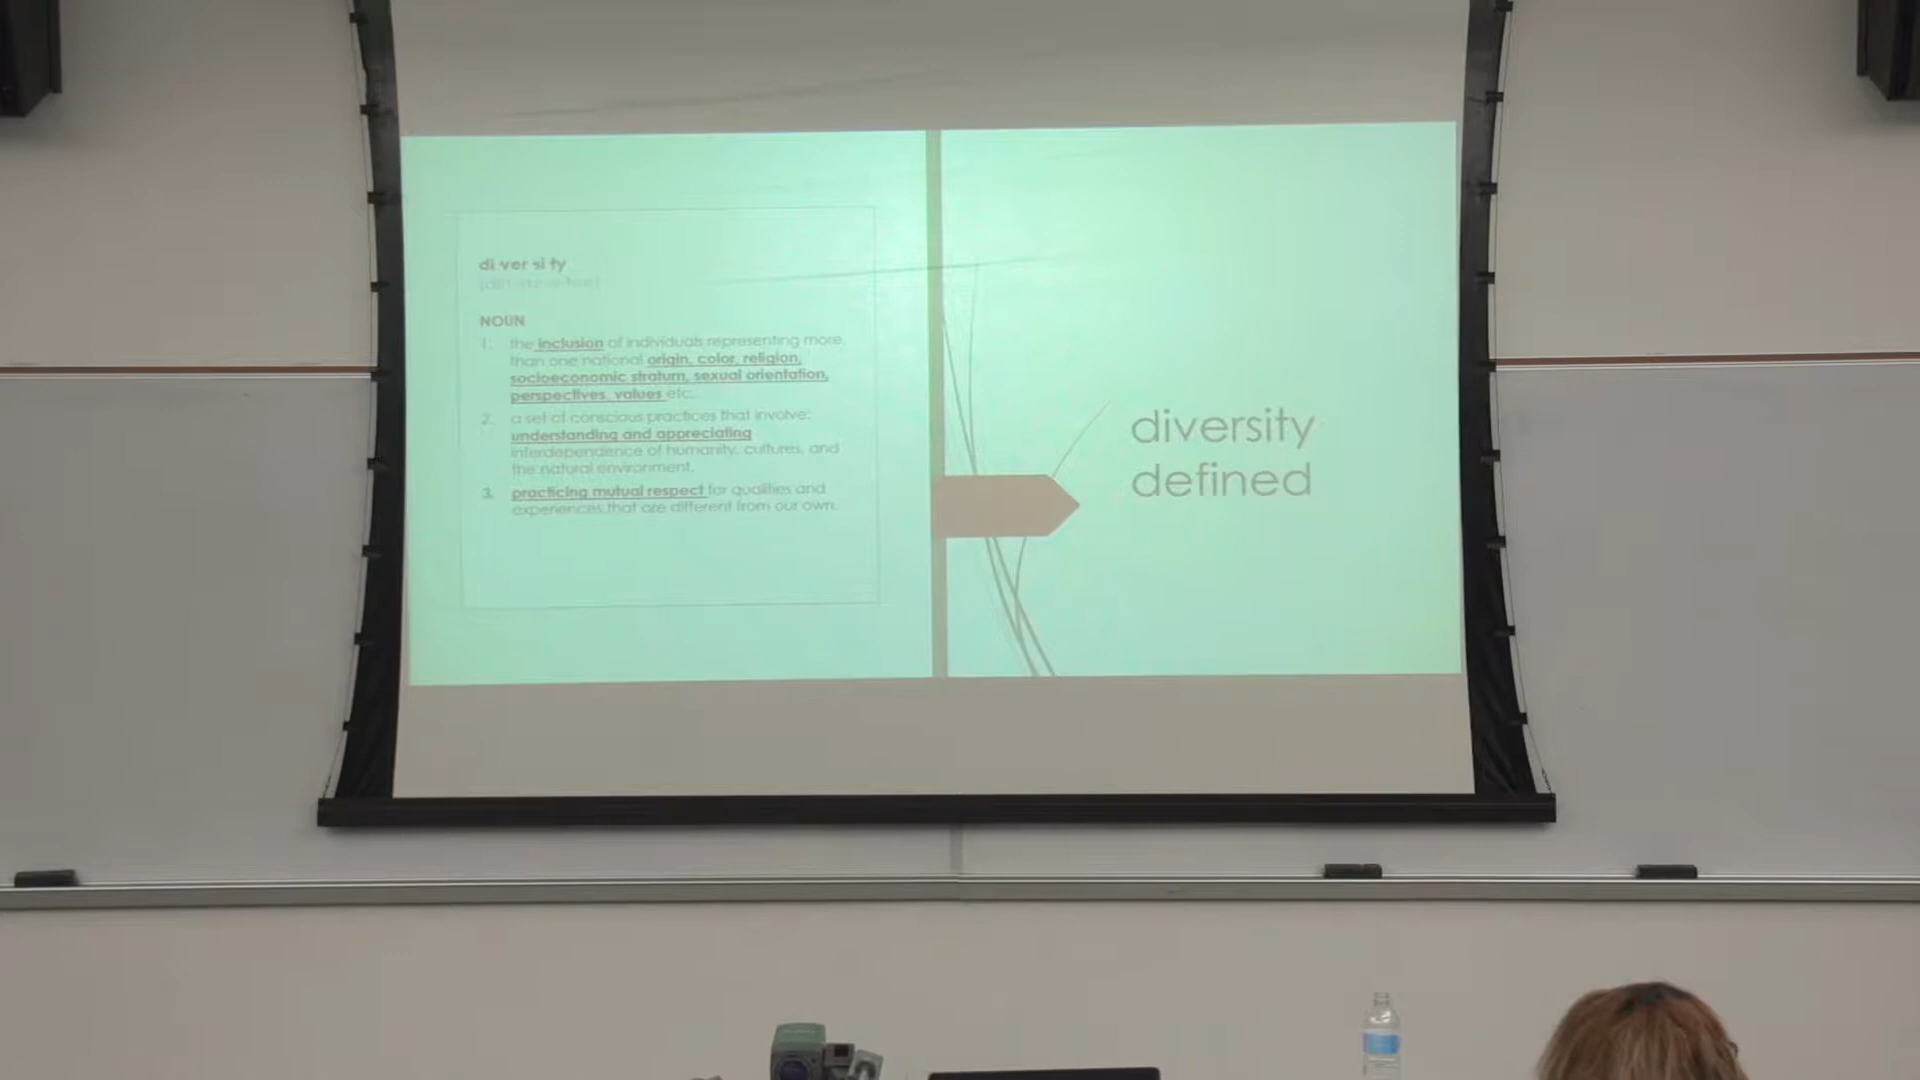 di·ver·si·ty
NOUN
1. the inclusion of individuals representing more
than one national origin, color, religion,
socioeconomic stratum, sexual orientation,
perspectives, values etc.
2. a set of conscious practices that involve:
understanding and appreciating
interdependence of humanity, cultures, and
the natural environment.
3. practicing mutual respect for qualities and
experiences that are different from our own.
diversity
defined